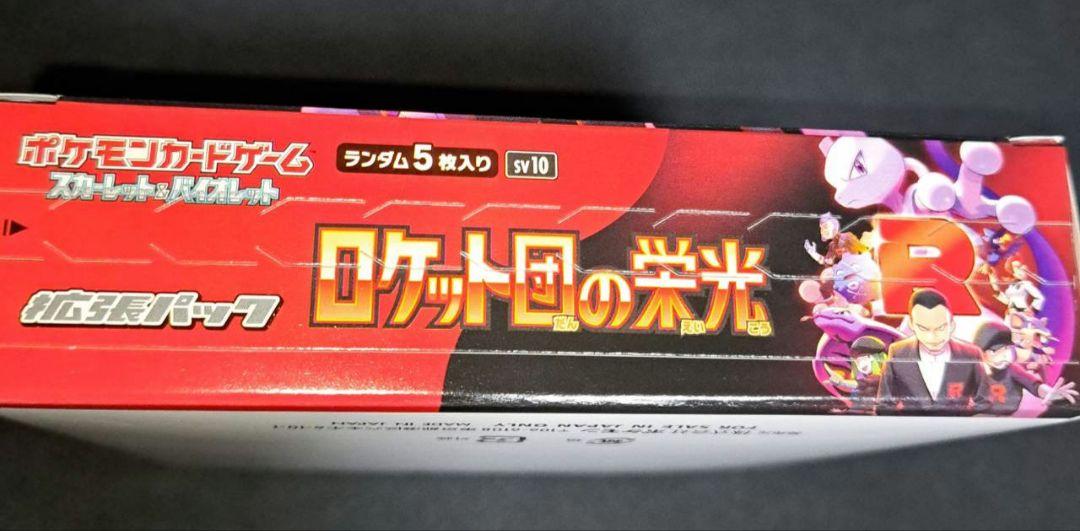 ポケモンカードゲーム
スカーレット&バイオレット
ランダム5枚入り
SV10
拡張パック
ロケット団の栄光
だん えい こう
R
FOR SALE IN JAPAN ONLY
MADE IN JAPAN